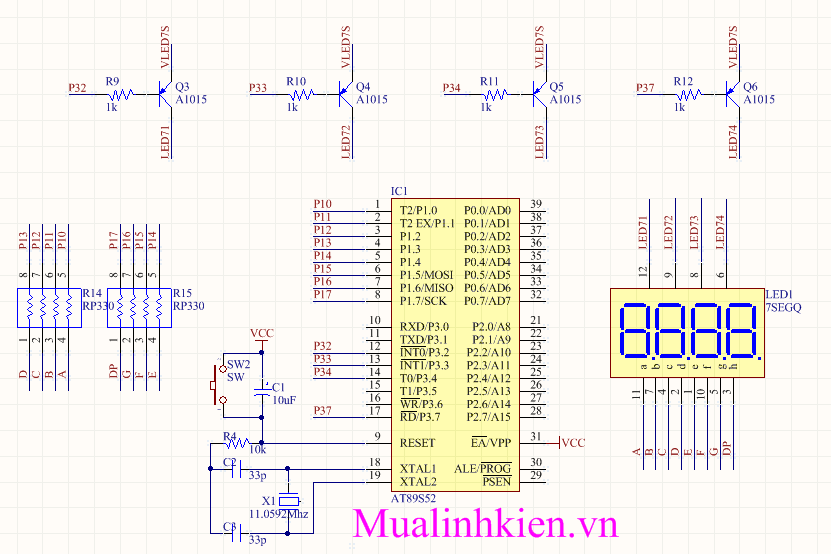 VLED7S
P32
R9
1k
Q3
A1015
LED71
VLED7S
P33
R10
1k
Q4
A1015
LED72
VLED7S
P34
R11
1k
Q5
A1015
LED73
VLED7S
P37
R12
1k
Q6
A1015
LED74
P13 P12 P11 P10
8 7 6 5
R14
RP330
1 2 3 4
D C B A
P17 P16 P15 P14
8 7 6 5
R15
RP330
1 2 3 4
DP G F E
IC1
P10 1 T2/P1.0 P0.0/AD0 39
P11 2 T2 EX/P1.1 P0.1/AD1 38
P12 3 P1.2 P0.2/AD2 37
P13 4 P1.3 P0.3/AD3 36
P14 5 P1.4 P0.4/AD4 35
P15 6 P1.5/MOSI P0.5/AD5 34
P16 7 P1.6/MISO P0.6/AD6 33
P17 8 P1.7/SCK P0.7/AD7 32
10 RXD/P3.0 P2.0/A8 21
11 TXD/P3.1 P2.1/A9 22
P32 12 INT0/P3.2 P2.2/A10 23
P33 13 INT1/P3.3 P2.3/A11 24
P34 14 T0/P3.4 P2.4/A12 25
15 T1/P3.5 P2.5/A13 26
16 WR/P3.6 P2.6/A14 27
P37 17 RD/P3.7 P2.7/A15 28
9 RESET EA/VPP 31 VCC
18 XTAL1 ALE/PROG 30
19 XTAL2 PSEN 29
AT89S52
VCC
SW2
SW
C1
10uF
R4
10k
C2
33p
X1
11.0592Mhz
C3
33p
LED71 LED72 LED73 LED74
12 9 8 6
LED1
7SEGQ
8.8.8.8.
a b c d e f g h
11 7 4 2 1 10 5 3
A B C D E F G DP
Mualinhkien.vn